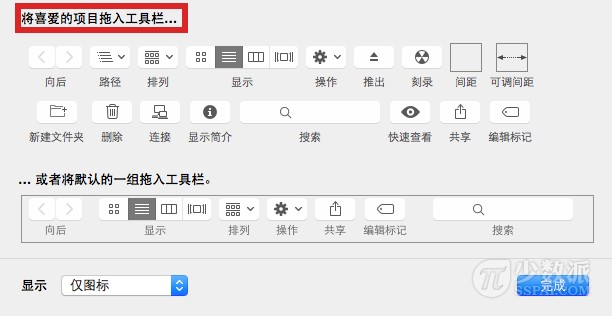 将喜爱的项目拖入工具栏...
向后 路径 排列 显示 操作 推出 刻录 间距 可调间距
新建文件夹 删除 连接 显示简介 搜索 快速查看 共享 编辑标记
... 或者将默认的一组拖入工具栏。
向后 显示 排列 操作 共享 编辑标记 搜索
显示 仅图标 完成
少数派
SSPAI.COM